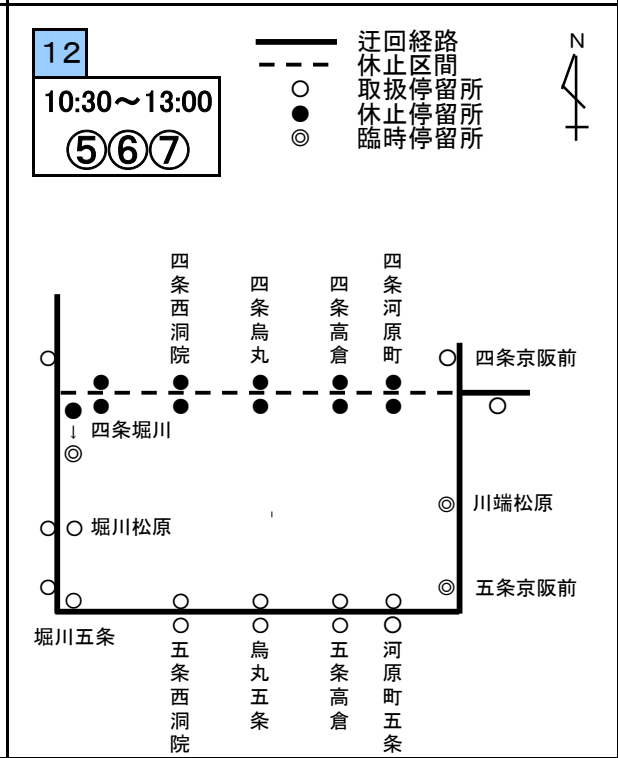 12
10:30～13:00
⑤⑥⑦
迂回経路
休止区間
取扱停留所
休止停留所
臨時停留所
N
四条西洞院
四条烏丸
四条高倉
四条河原町
四条京阪前
四条堀川
川端松原
堀川松原
五条京阪前
堀川五条
五条西洞院
烏丸五条
五条高倉
河原町五条